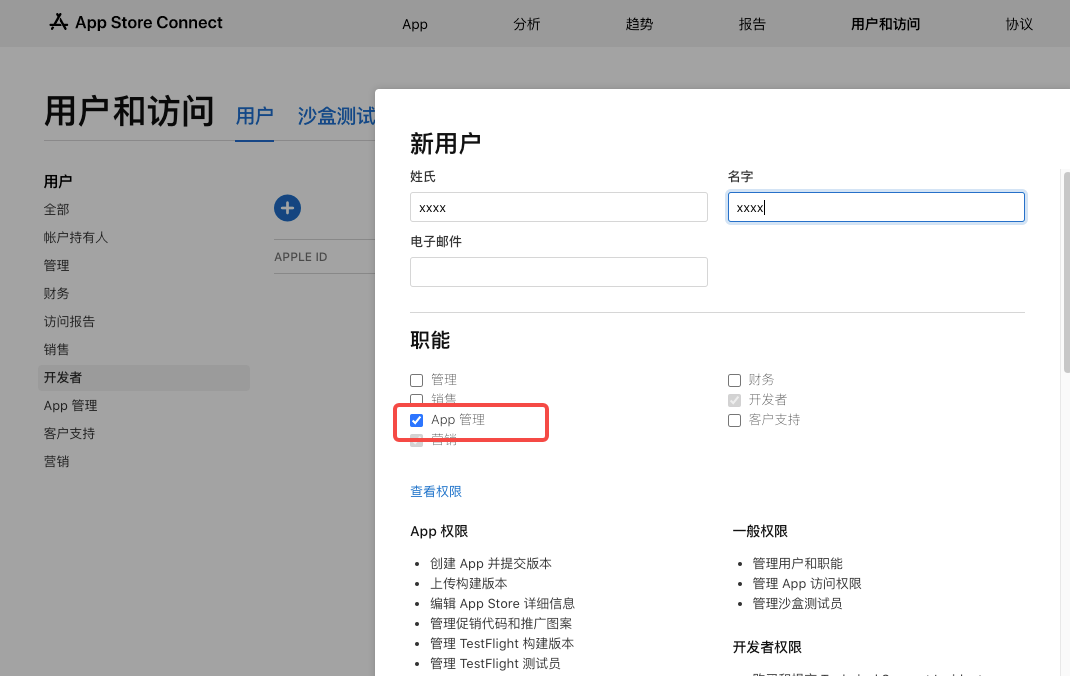 App Store Connect
App
分析
趋势
报告
用户和访问
协议
用户和访问
用户
沙盒测试
用户
全部
帐户持有人
管理
财务
访问报告
销售
开发者
App 管理
客户支持
营销
APPLE ID
新用户
姓氏
名字
xxxx
xxxx
电子邮件
职能
管理
财务
销售
开发者
App 管理
客户支持
营销
查看权限
App 权限
创建 App 并提交版本
上传构建版本
编辑 App Store 详细信息
管理促销代码和推广图案
管理 TestFlight 构建版本
管理 TestFlight 测试员
一般权限
管理用户和职能
管理 App 访问权限
管理沙盒测试员
开发者权限